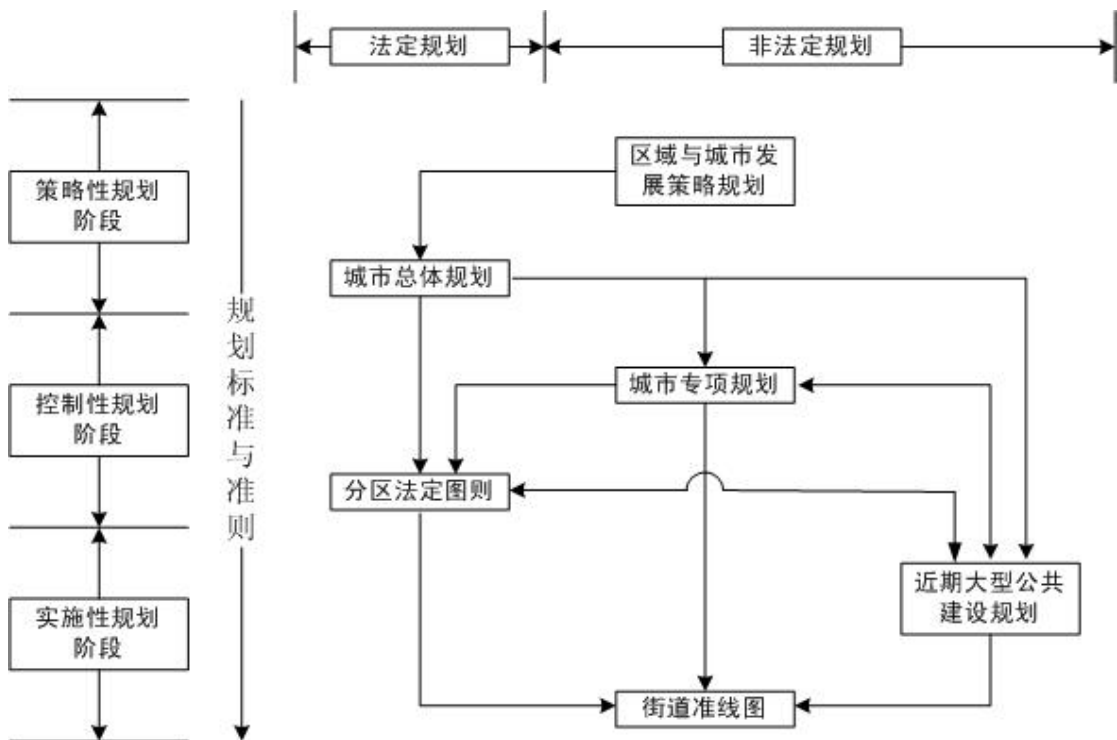 法定规划
非法定规划
区域与城市发
展策略规划
策略性规划
阶段
城市总体规划
规划标准与准则
城市专项规划
控制性规划
阶段
分区法定图则
近期大型公共
建设规划
实施性规划
阶段
街道准线图